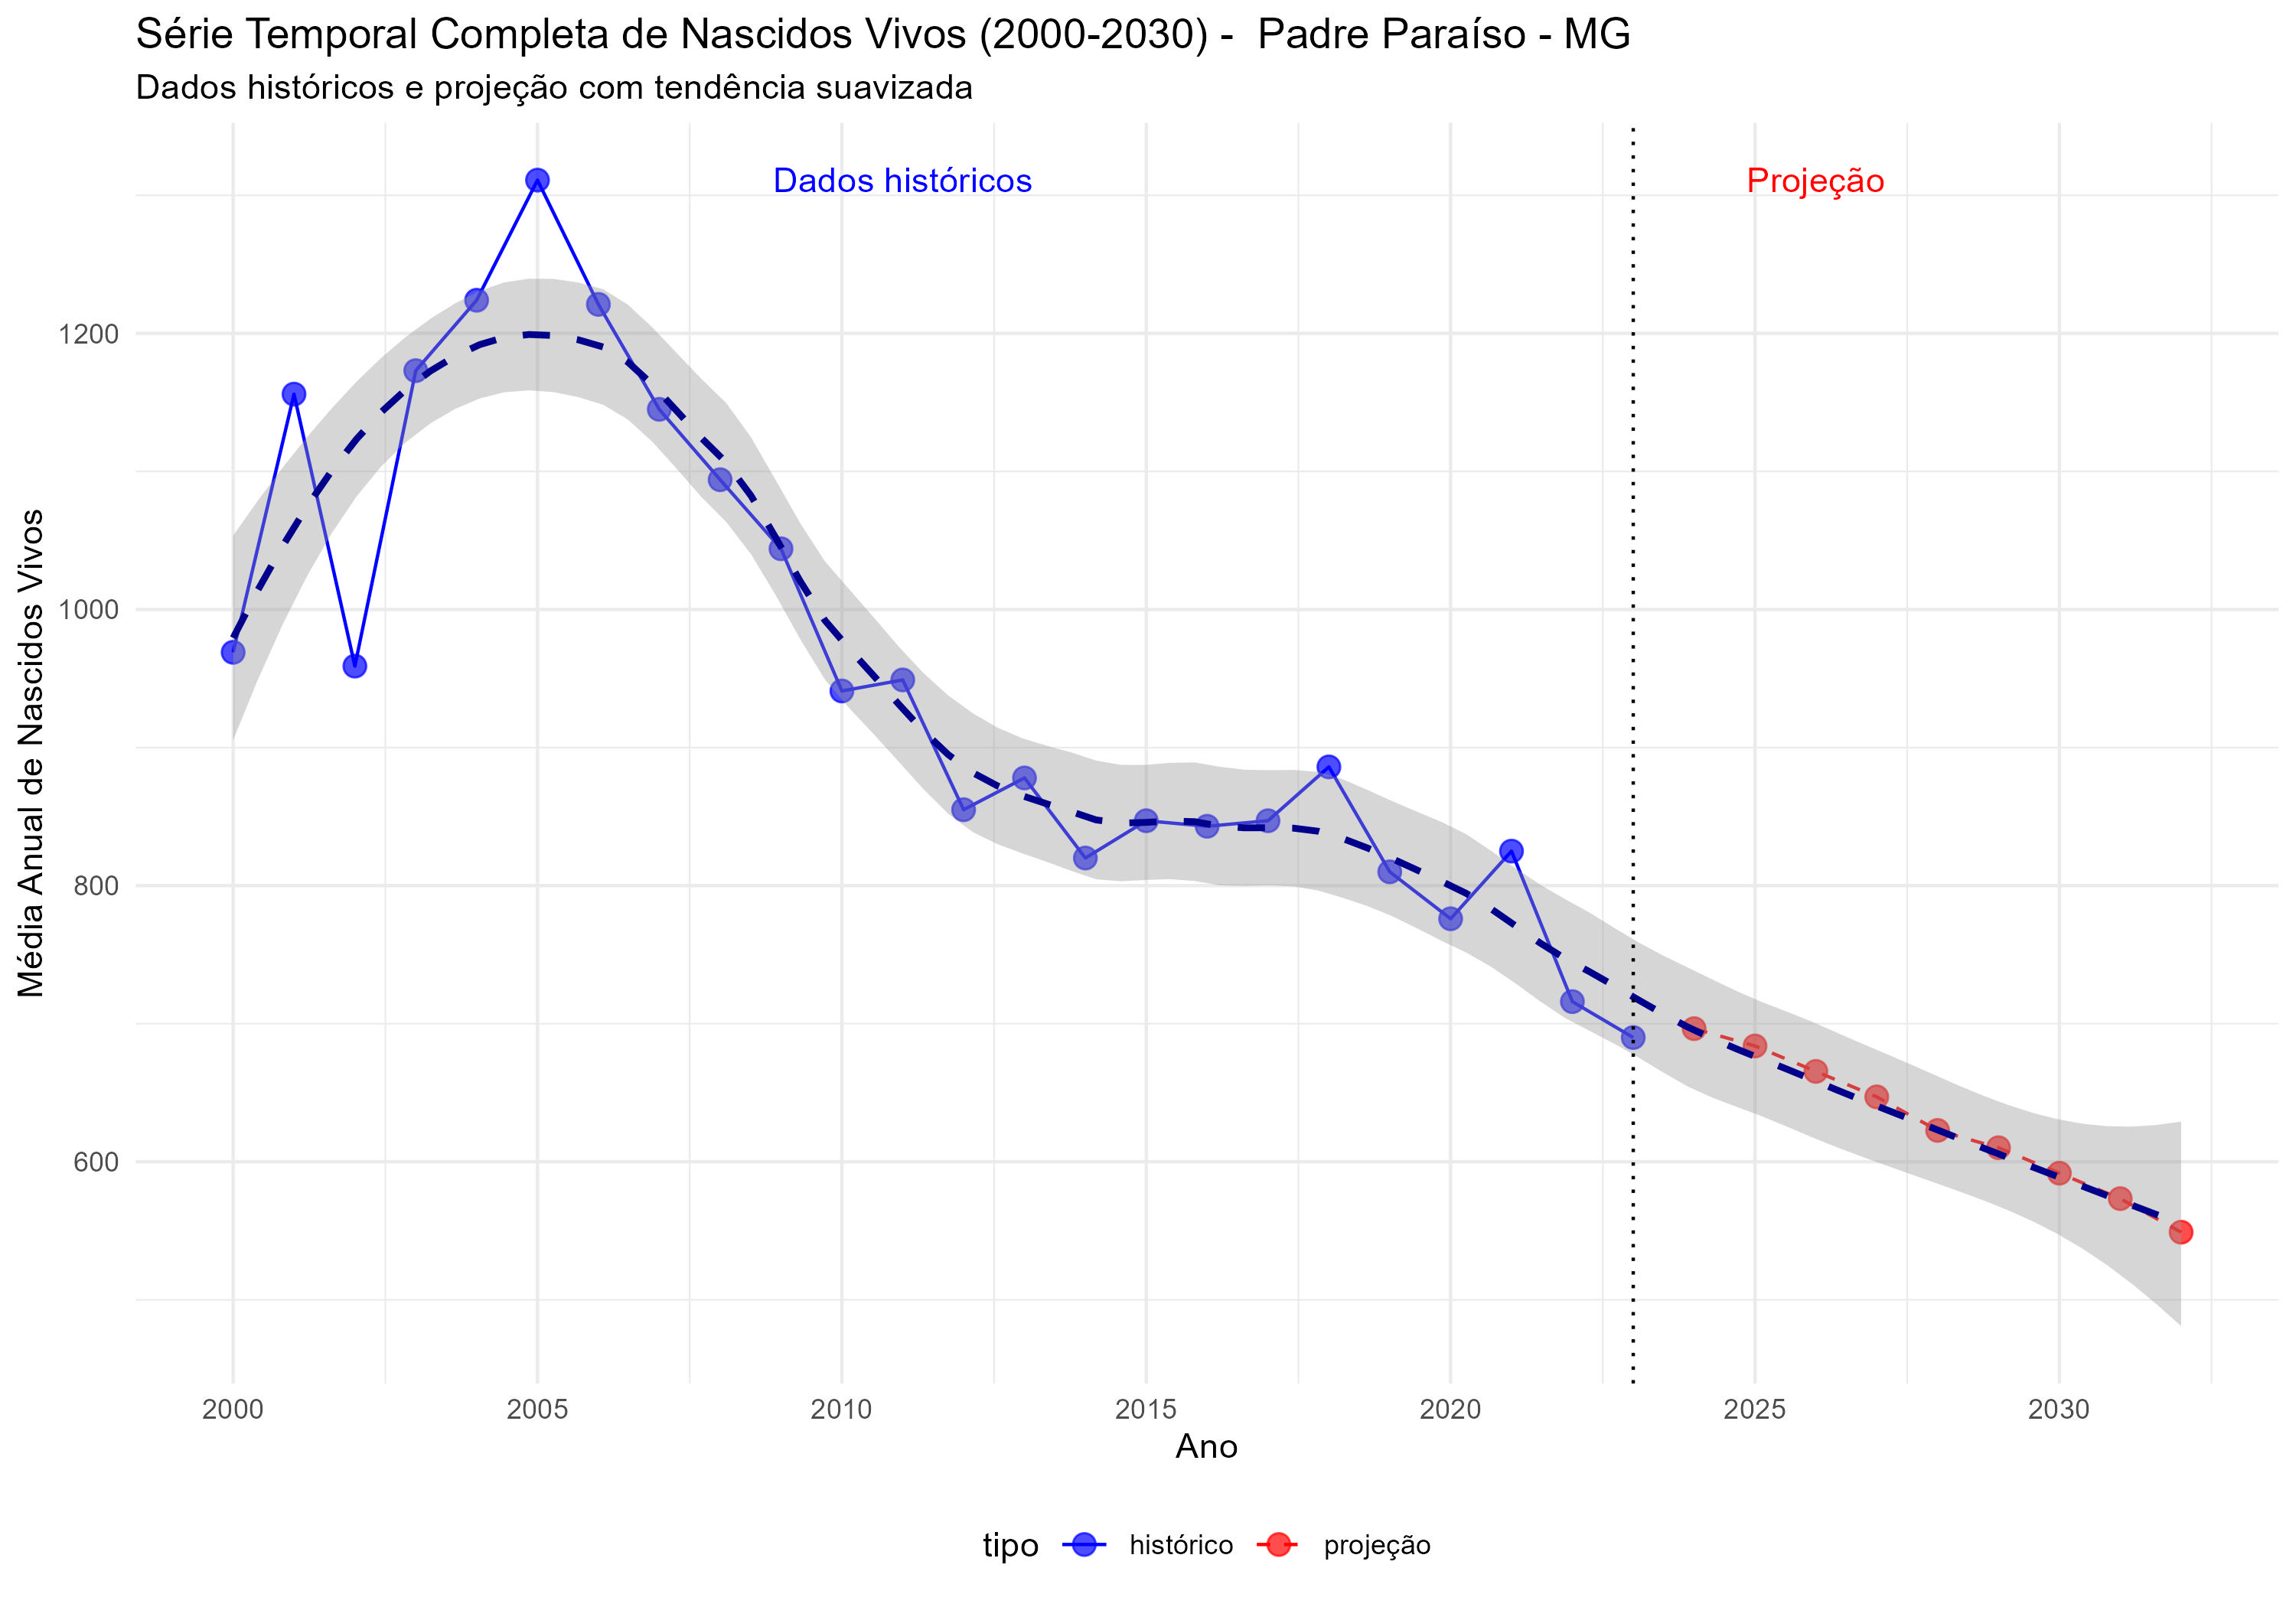 Série Temporal Completa de Nascidos Vivos (2000-2030) -  Padre Paraíso - MG
Dados históricos e projeção com tendência suavizada
Dados históricos
Projeção
Média Anual de Nascidos Vivos
1200
1000
800
600
2000
2005
2010
2015
2020
2025
2030
Ano
tipo
histórico
projeção